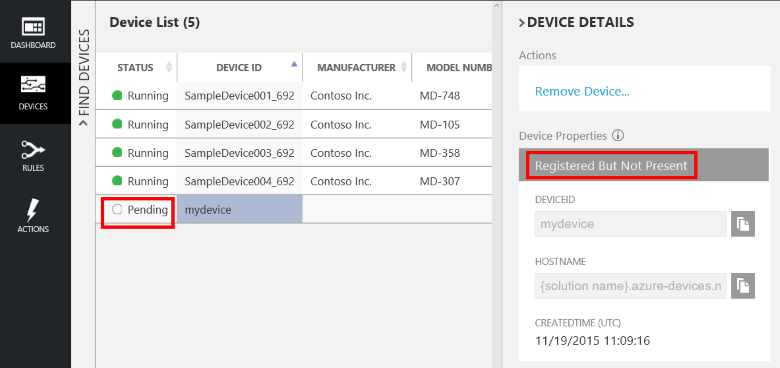 DASHBOARD
DEVICES
RULES
ACTIONS
FIND DEVICES
Device List (5)
STATUS DEVICE ID MANUFACTURER MODEL NUMB
Running SampleDevice001_692 Contoso Inc. MD-748
Running SampleDevice002_692 Contoso Inc. MD-105
Running SampleDevice003_692 Contoso Inc. MD-358
Running SampleDevice004_692 Contoso Inc. MD-307
Pending mydevice
DEVICE DETAILS
Actions
Remove Device...
Device Properties
Registered But Not Present
DEVICEID
mydevice
HOSTNAME
{solution name}.azure-devices.n
CREATEDTIME (UTC)
11/19/2015 11:09:16